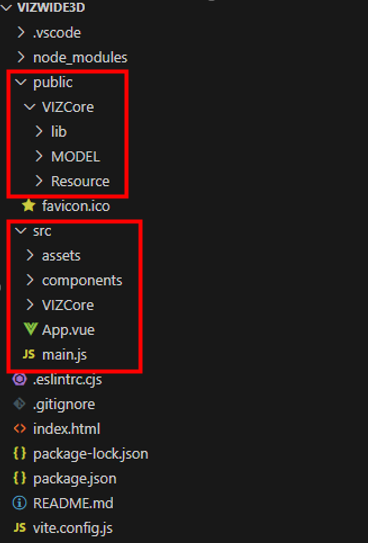 VIZWIDE3D
.vscode
node_modules
public
VIZCore
lib
MODEL
Resource
favicon.ico
src
assets
components
VIZCore
App.vue
JS main.js
.eslintrc.cjs
.gitignore
<> index.html
{} package-lock.json
{} package.json
README.md
JS vite.config.js